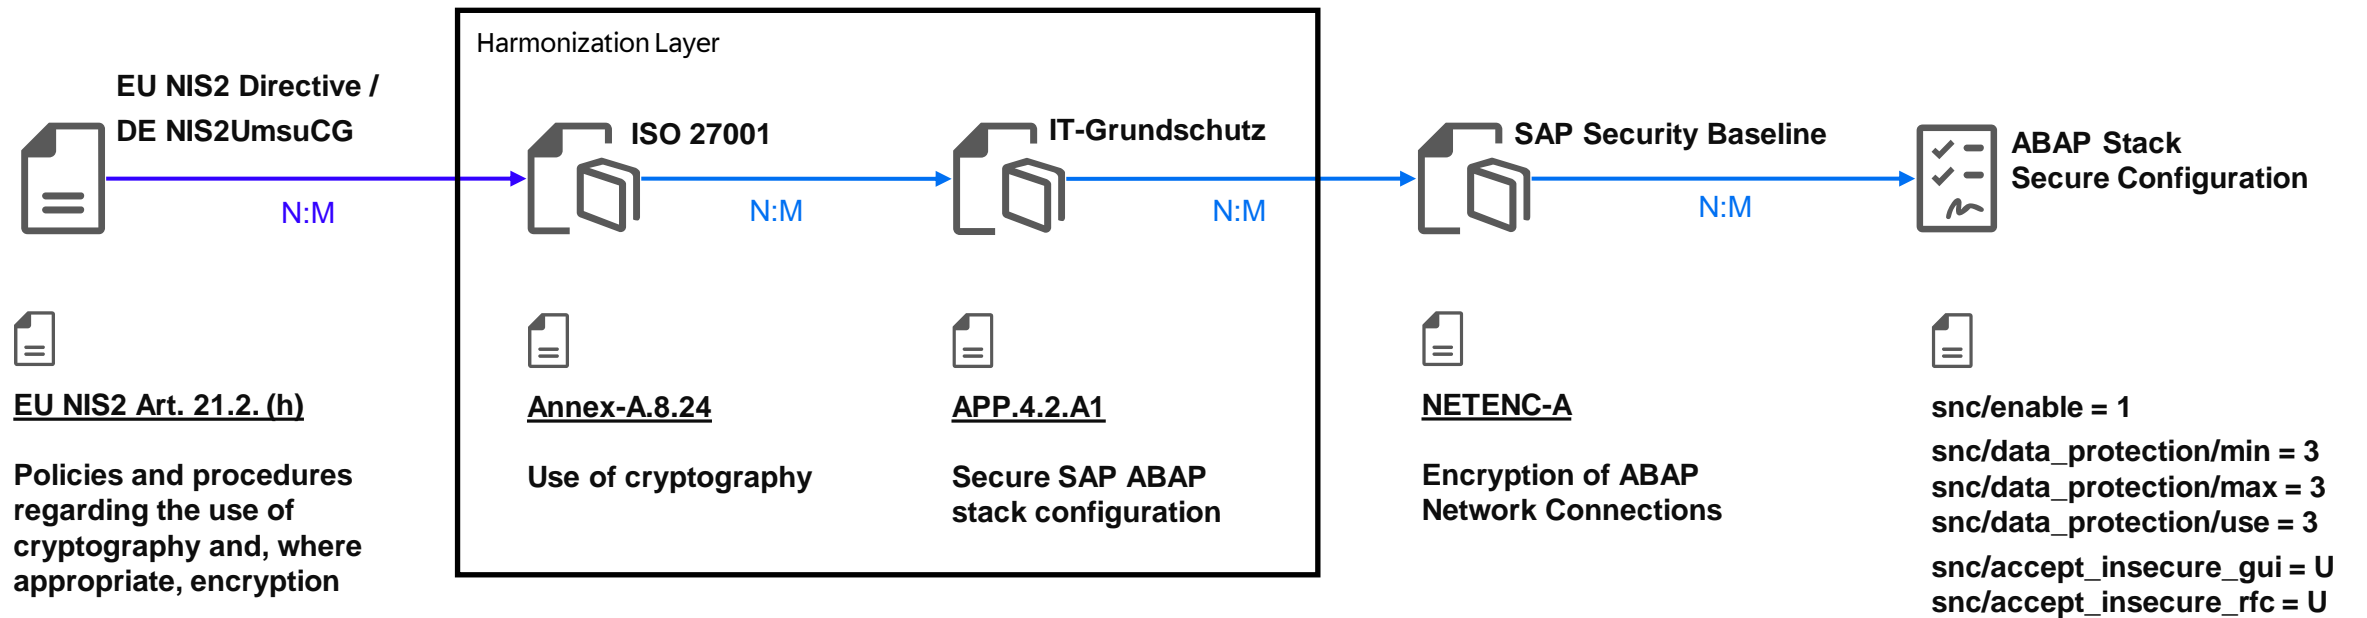 Harmonization Layer
EU NIS2 Directive /
DE NIS2UmsuCG
ISO 27001
IT-Grundschutz
SAP Security Baseline
ABAP Stack
Secure Configuration
N:M
N:M
N:M
N:M
EU NIS2 Art. 21.2. (h)
Policies and procedures
regarding the use of
cryptography and, where
appropriate, encryption
Annex-A.8.24
Use of cryptography
APP.4.2.A1
Secure SAP ABAP
stack configuration
NETENC-A
Encryption of ABAP
Network Connections
snc/enable = 1
snc/data_protection/min = 3
snc/data_protection/max = 3
snc/data_protection/use = 3
snc/accept_insecure_gui = U
snc/accept_insecure_rfc = U